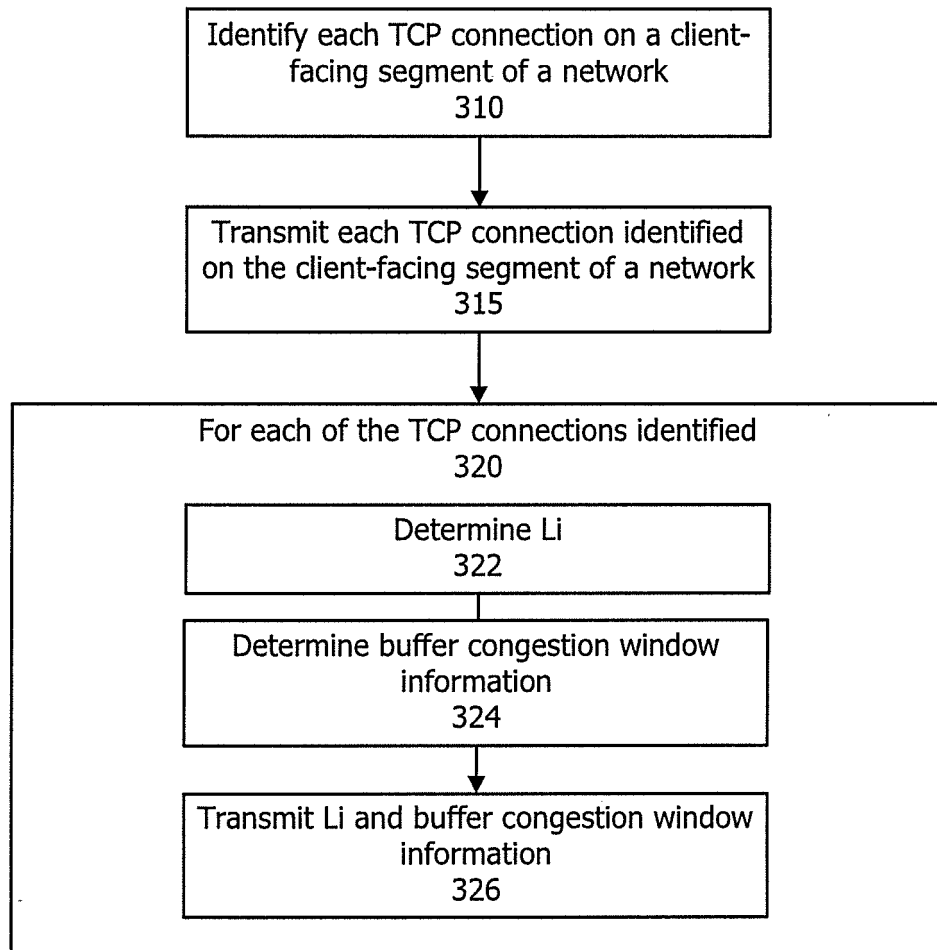 Identify each TCP connection on a client-
facing segment of a network
310
Transmit each TCP connection identified
on the client-facing segment of a network
315
For each of the TCP connections identified
320
Determine Li
322
Determine buffer congestion window
information
324
Transmit Li and buffer congestion window
information
326